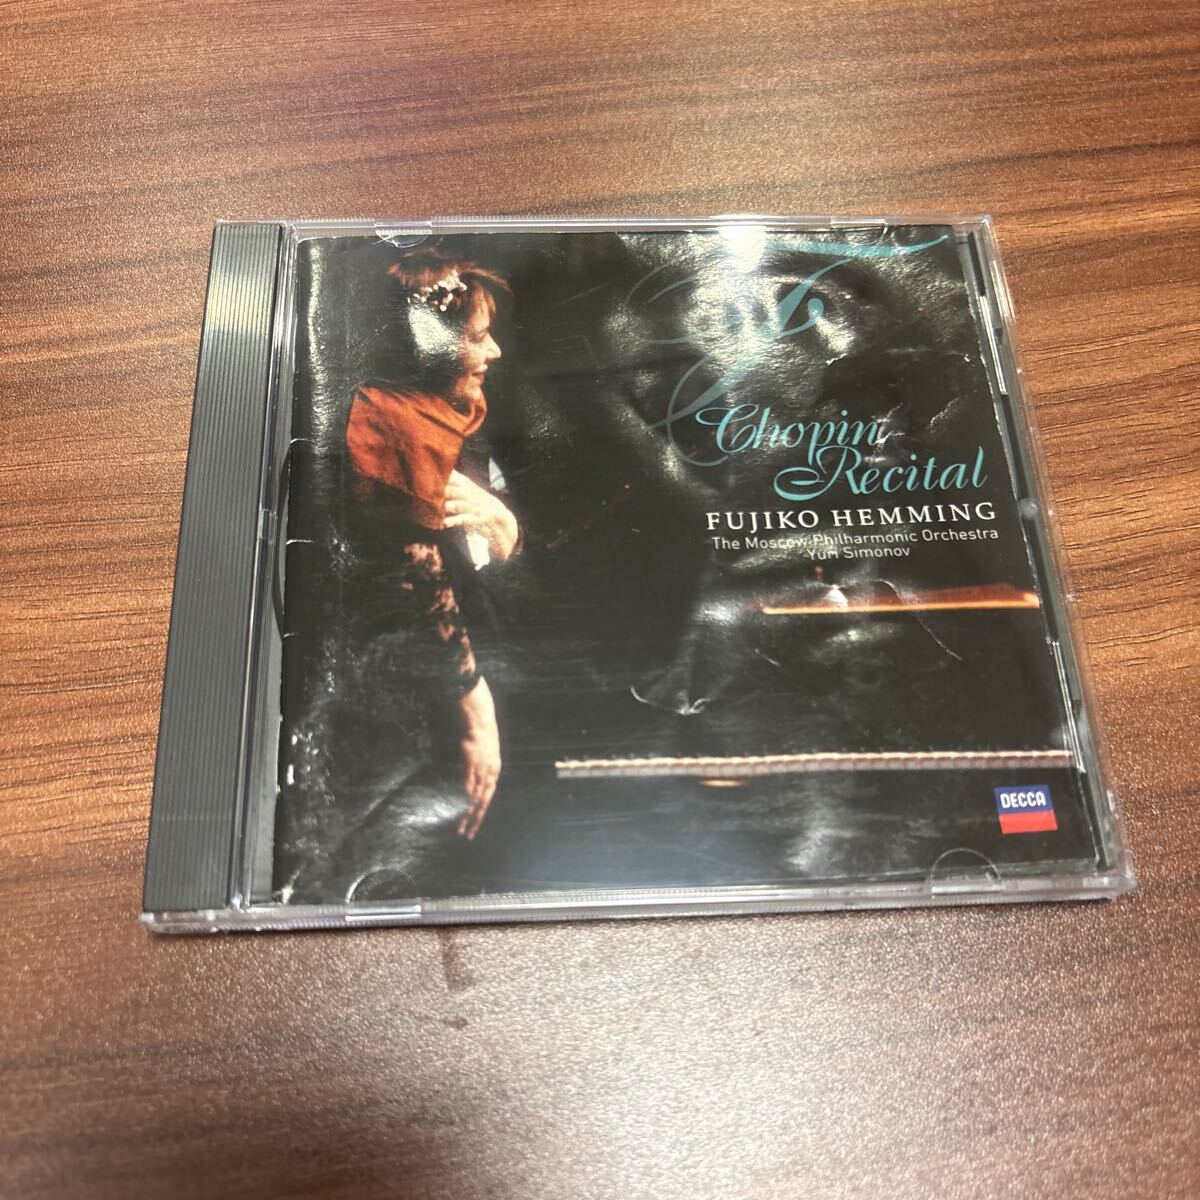 F
Chopin
Recital
FUJIKO HEMMING
The Moscow Philharmonic Orchestra
Yuri Simonov
DECCA